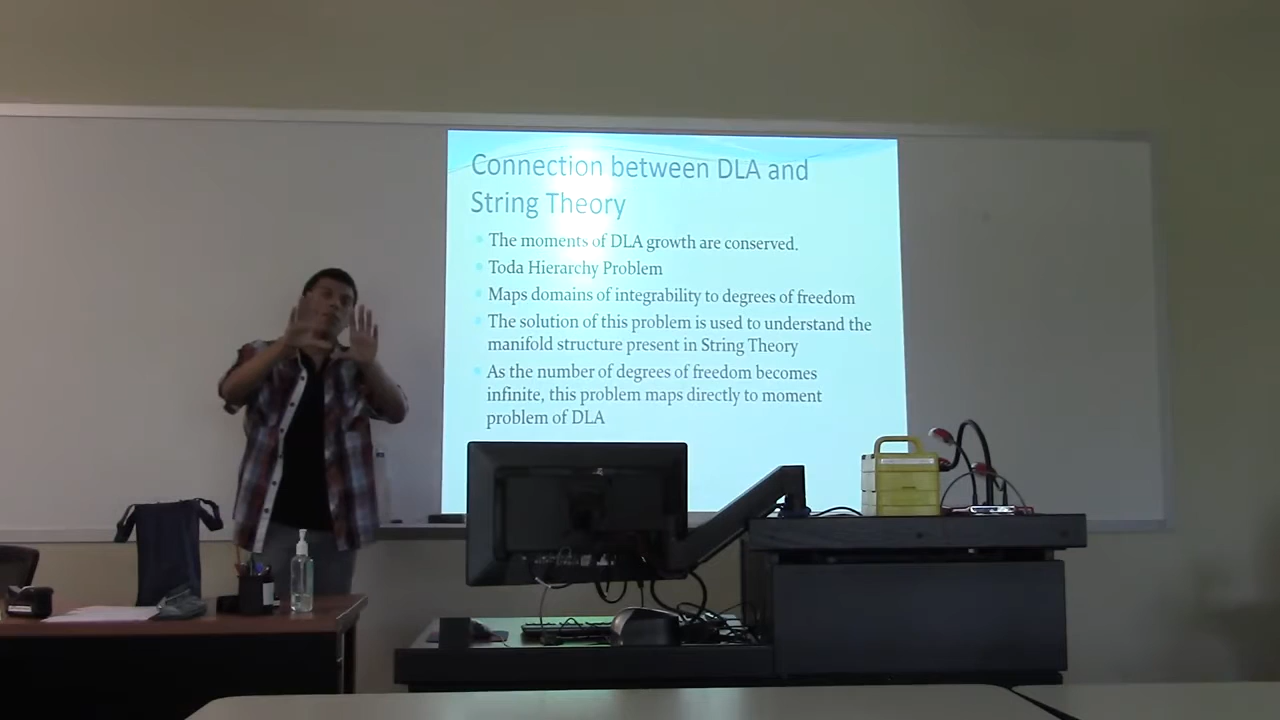 Connection between DLA and
String Theory
The moments of DLA growth are conserved.
Toda Hierarchy Problem
Maps domains of integrability to degrees of freedom
The solution of this problem is used to understand the
manifold structure present in String Theory
As the number of degrees of freedom becomes
infinite, this problem maps directly to moment
problem of DLA